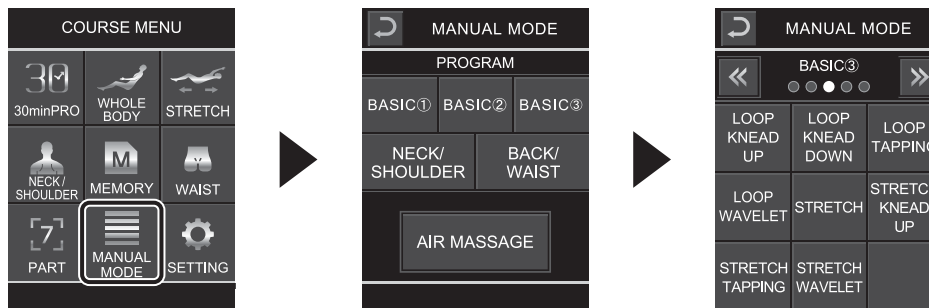 COURSE MENU
30
30minPRO
WHOLE
BODY
STRETCH
NECK/
SHOULDER
M
MEMORY
WAIST
7
PART
MANUAL
MODE
SETTING
MANUAL MODE
PROGRAM
BASIC① BASIC② BASIC③
NECK/
SHOULDER
BACK/
WAIST
AIR MASSAGE
MANUAL MODE
BASIC③
LOOP
KNEAD
UP
LOOP
KNEAD
DOWN
LOOP
TAPPING
LOOP
WAVELET
STRETCH
STRETCH
KNEAD
UP
STRETCH
TAPPING
STRETCH
WAVELET